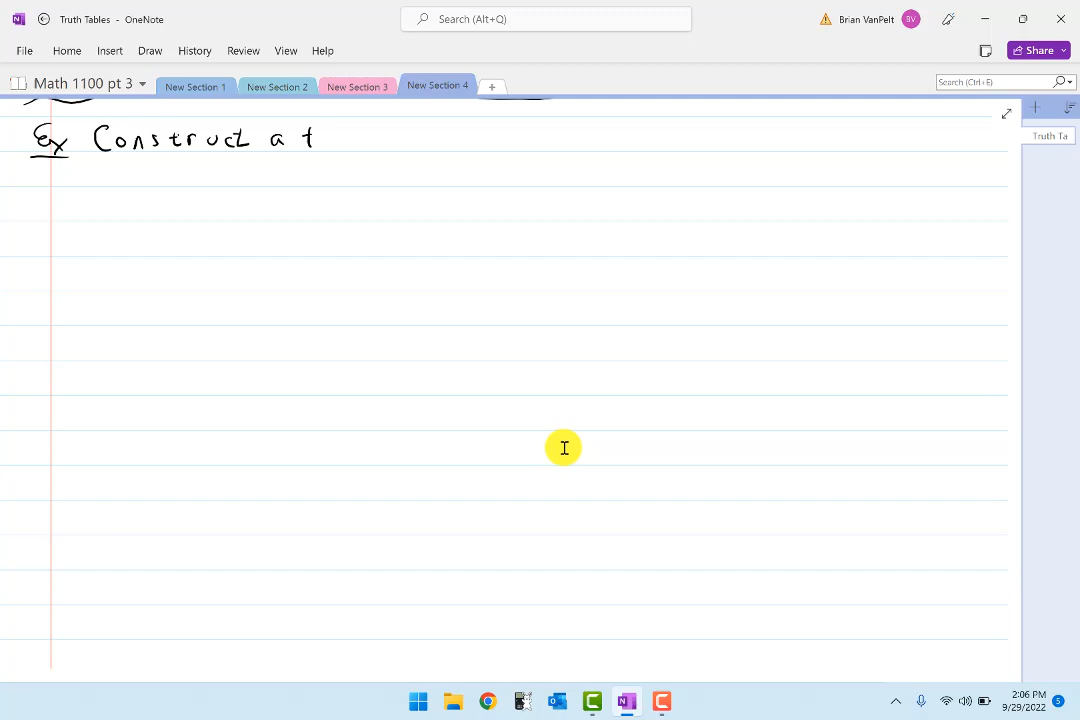 Truth Tables - OneNote
Search (Alt+Q)
Brian VanPelt
BV
File Home Insert Draw History Review View Help
Share
Math 1100 pt 3
New Section 1
New Section 2
New Section 3
New Section 4
+
Search (Ctrl+E)
Truth Ta
Ex Construct a t
2:06 PM
9/29/2022
5